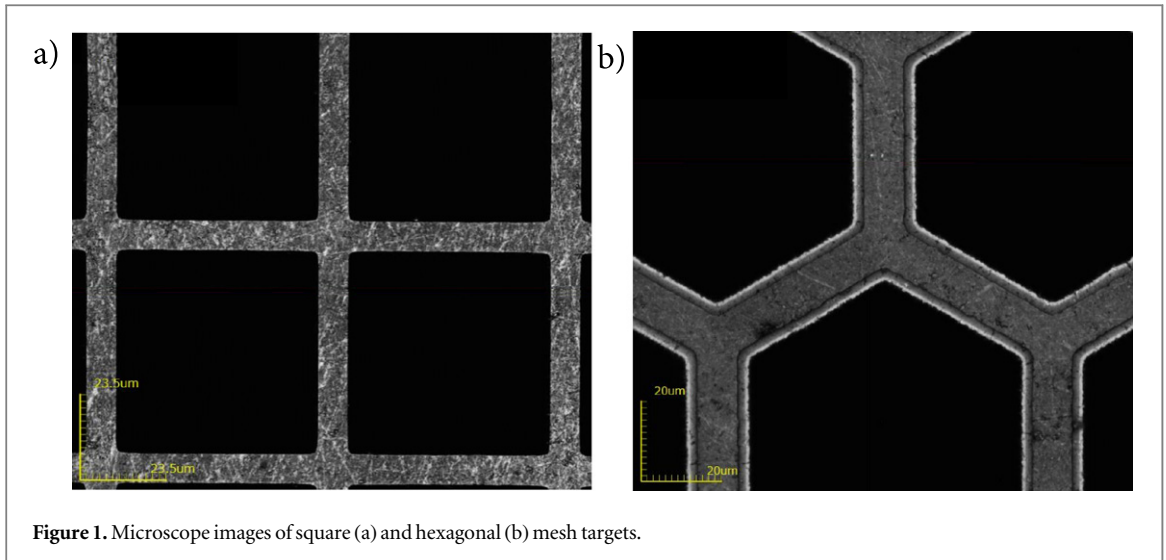 a)
b)
23.5um
23.5um
20um
20um
Figure 1. Microscope images of square (a) and hexagonal (b) mesh targets.